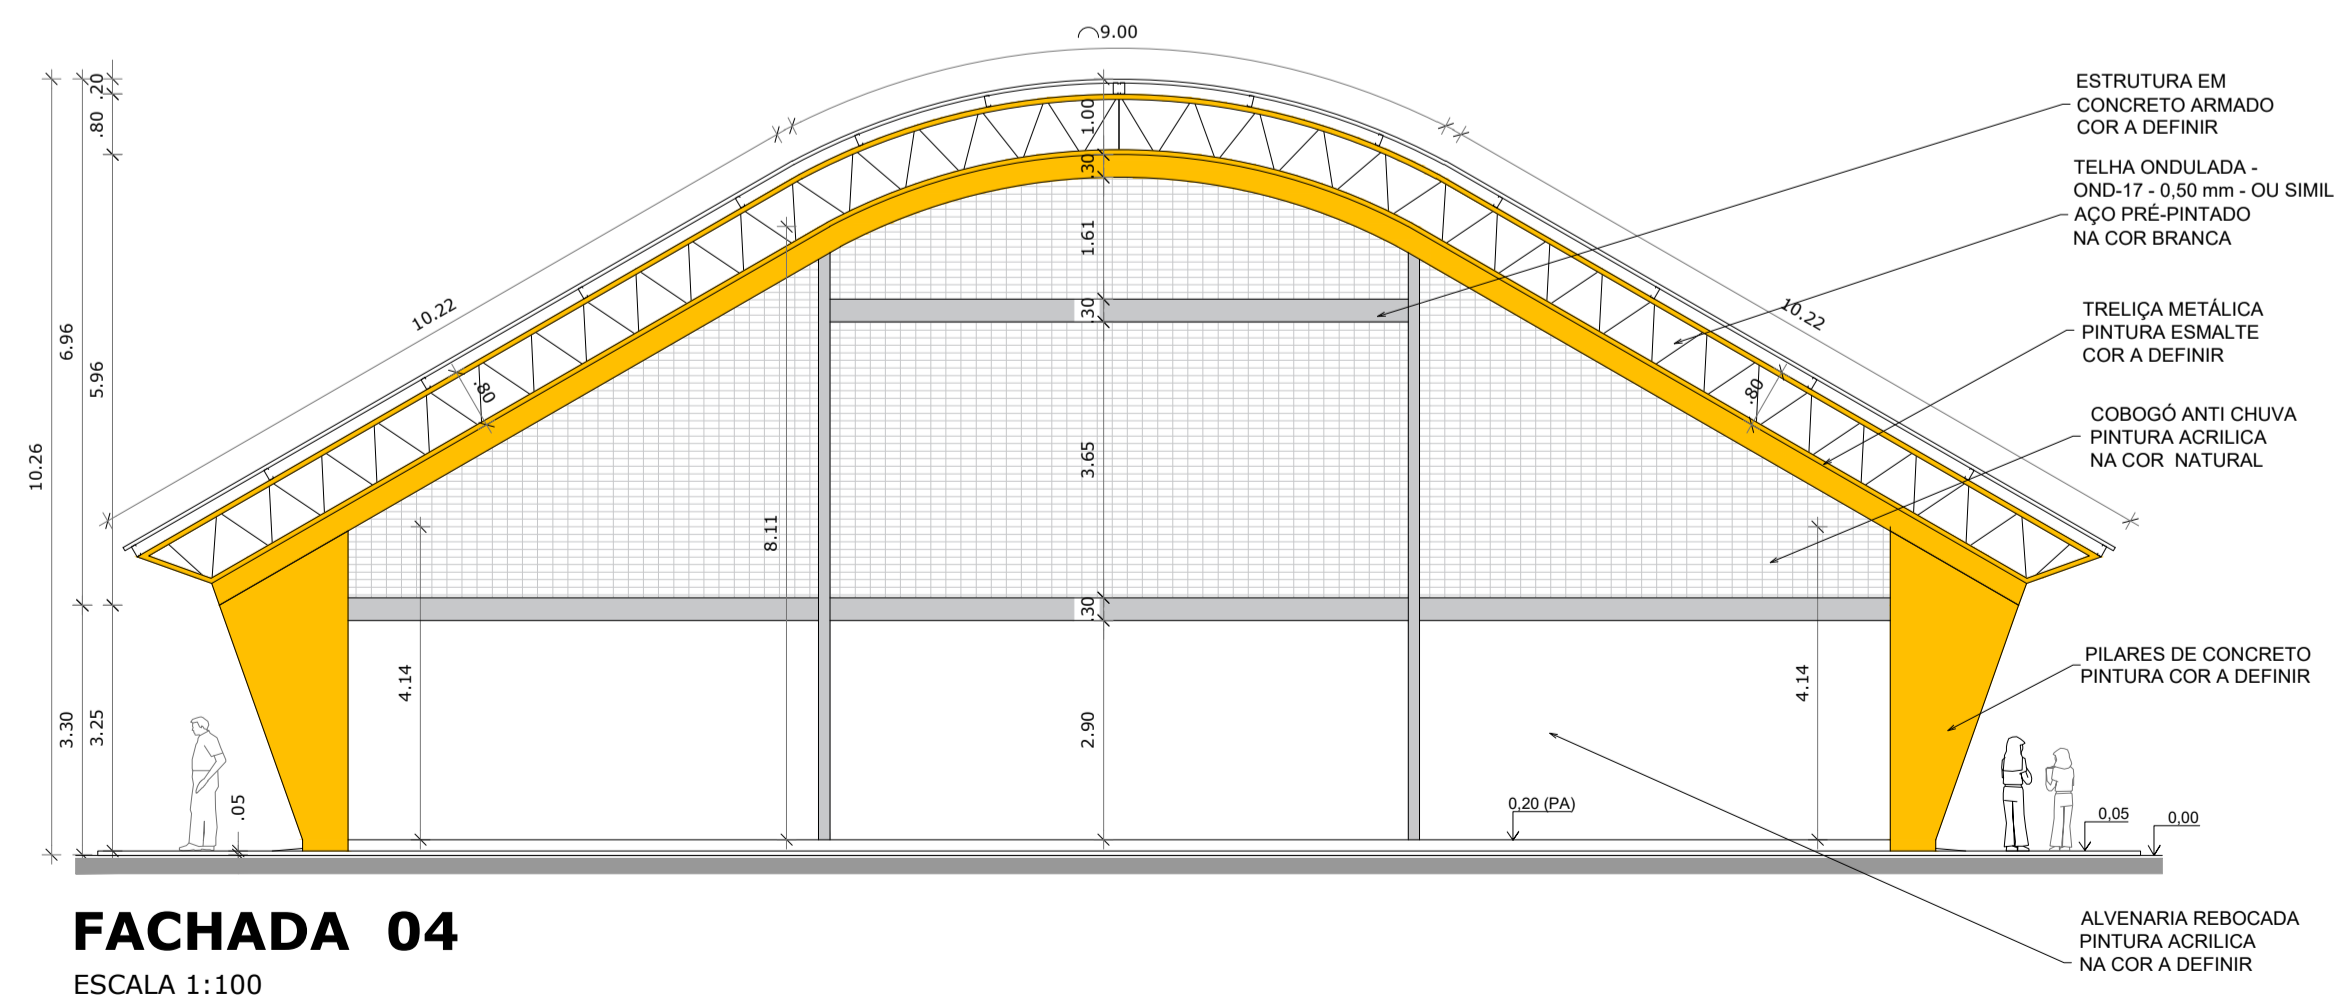 ⌒9.00
.20
.80
1.00
.30
1.61
.30
10.22
10.22
6.96
5.96
.80
.80
10.26
3.65
8.11
.30
4.14
4.14
3.30
3.25
2.90
.05
0,20 (PA)
0,05
0,00
ESTRUTURA EM
CONCRETO ARMADO
COR A DEFINIR
TELHA ONDULADA -
OND-17 - 0,50 mm - OU SIMIL
AÇO PRÉ-PINTADO
NA COR BRANCA
TRELIÇA METÁLICA
PINTURA ESMALTE
COR A DEFINIR
COBOGÓ ANTI CHUVA
PINTURA ACRILICA
NA COR NATURAL
PILARES DE CONCRETO
PINTURA COR A DEFINIR
ALVENARIA REBOCADA
PINTURA ACRILICA
NA COR A DEFINIR
FACHADA 04
ESCALA 1:100